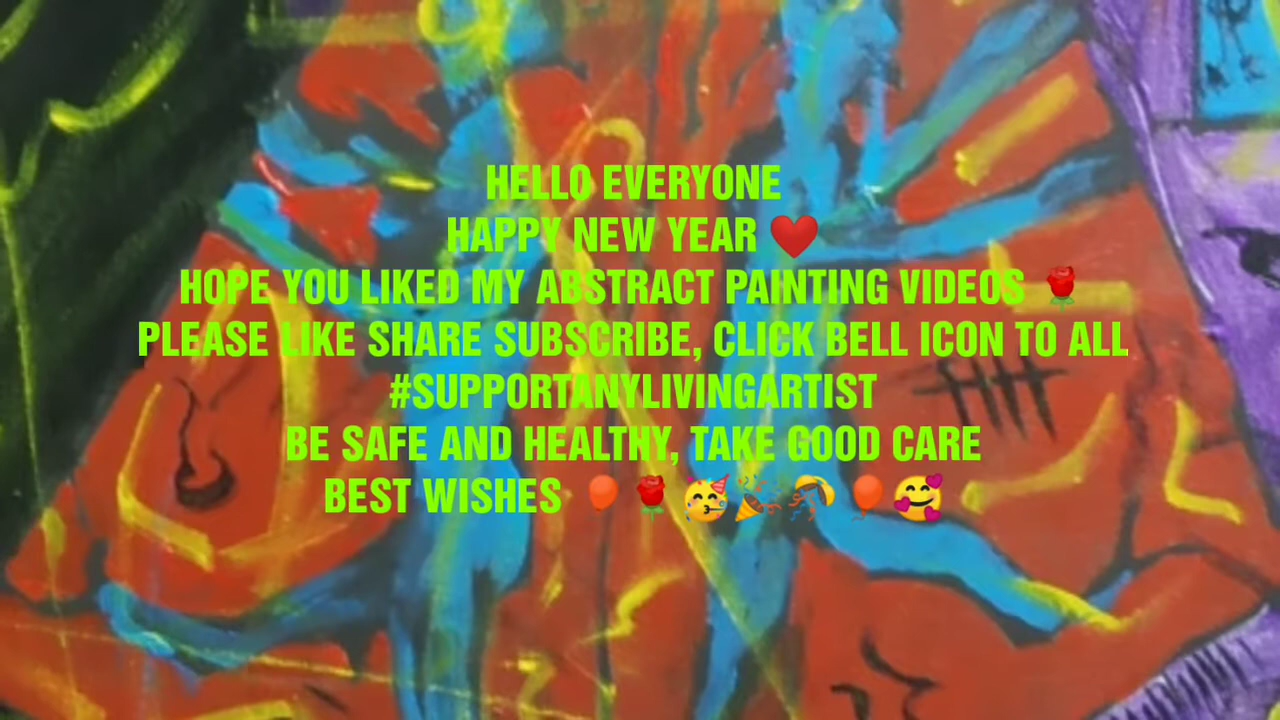 HELLO EVERYONE
HAPPY NEW YEAR ❤️
HOPE YOU LIKED MY ABSTRACT PAINTING VIDEOS 🌹
PLEASE LIKE SHARE SUBSCRIBE, CLICK BELL ICON TO ALL
#SUPPORTANYLIVINGARTIST
BE SAFE AND HEALTHY, TAKE GOOD CARE
BEST WISHES 🎈🌹🥳🎉🎊🎈🥰